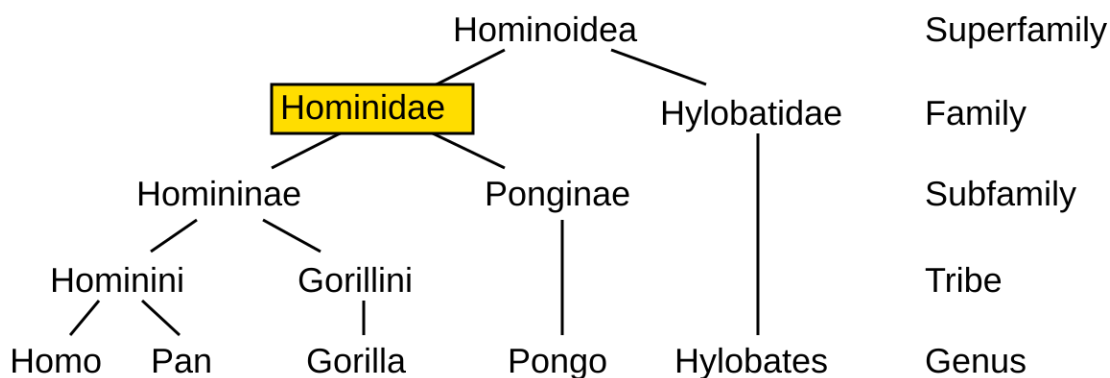 Hominoidea Superfamily
Hominidae Hylobatidae Family
Homininae Ponginae Subfamily
Hominini Gorillini Tribe
Homo Pan Gorilla Pongo Hylobates Genus